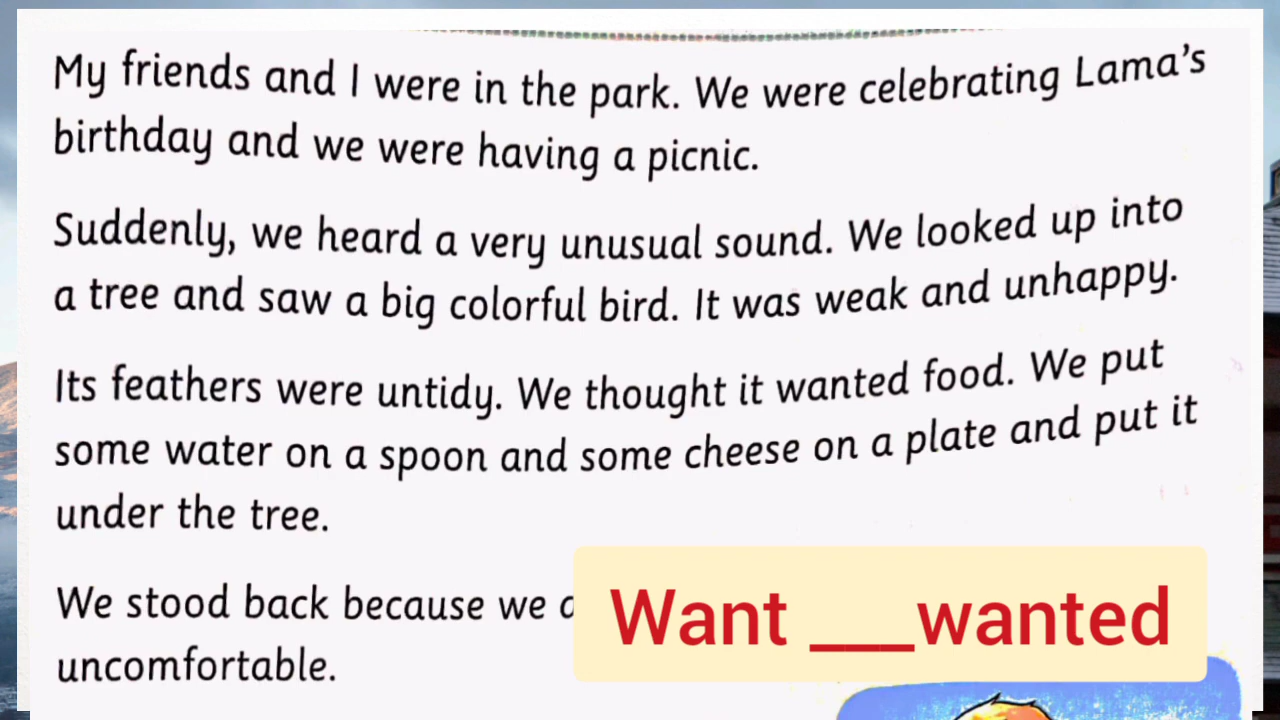 My friends and I were in the park. We were celebrating Lama's
birthday and we were having a picnic.
Suddenly, we heard a very unusual sound. We looked up into
a tree and saw a big colorful bird. It was weak and unhappy.
Its feathers were untidy. We thought it wanted food. We put
some water on a spoon and some cheese on a plate and put it
under the tree.
We stood back because we
uncomfortable.
Want ___wanted